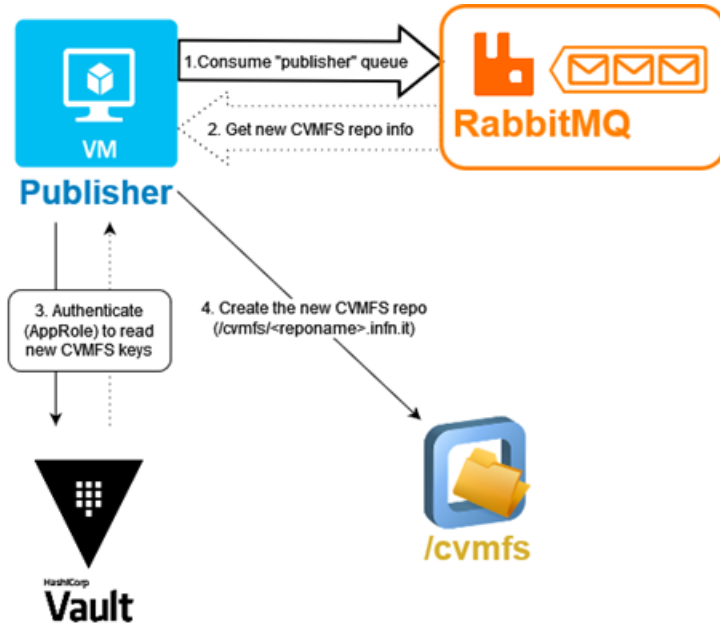 1.Consume "publisher" queue
2. Get new CVMFS repo info
RabbitMQ
VM
Publisher
3. Authenticate
(AppRole) to read
new CVMFS keys
4. Create the new CVMFS repo
(/cvmfs/<reponame>.infn.it)
/cvmfs
HashiCorp
Vault